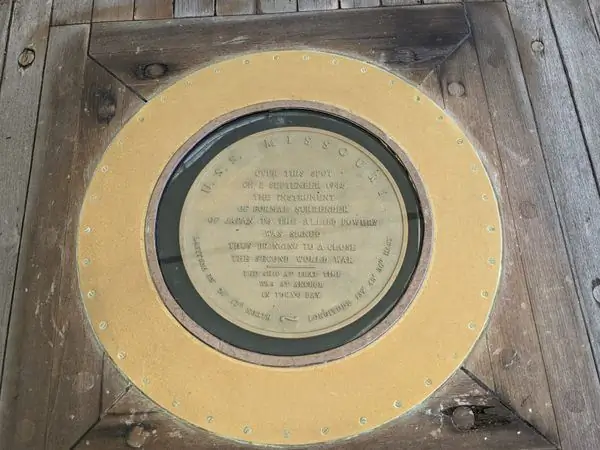 U.S.S. MISSOURI
OVER THIS SPOT
ON 2 SEPTEMBER 1945
THE INSTRUMENT
OF FORMAL SURRENDER
OF JAPAN TO THE ALLIED POWERS
WAS SIGNED
THUS BRINGING TO A CLOSE
THE SECOND WORLD WAR
THE SHIP AT THAT TIME
WAS AT ANCHOR
IN TOKYO BAY
LATITUDE 35° 21' 17" NORTH
LONGITUDE 139° 45' 36" EAST